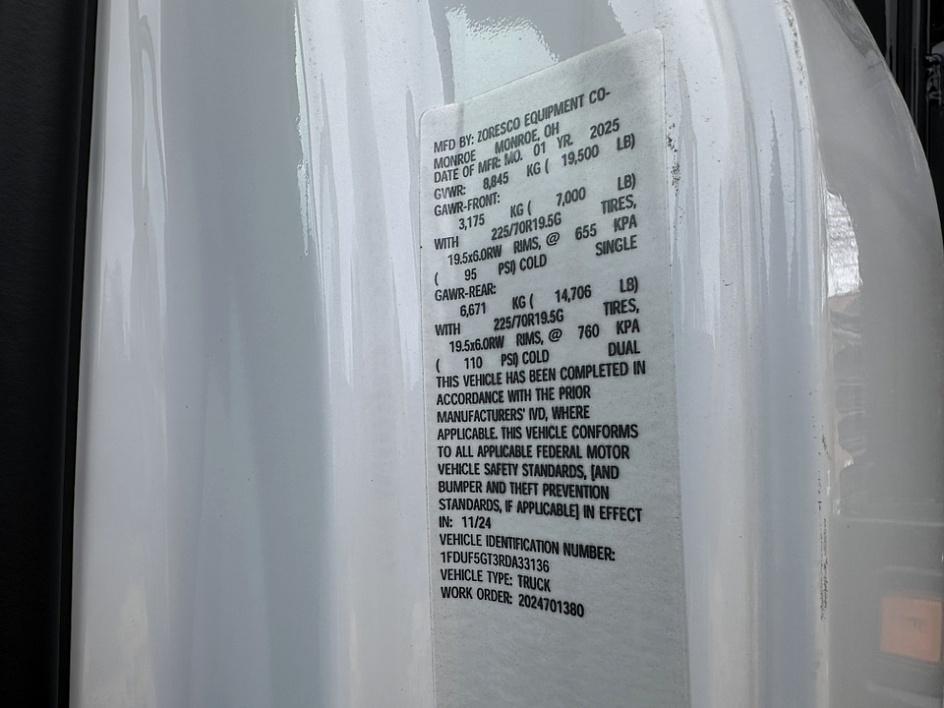 MFD BY: ZORESCO EQUIPMENT CO-
MONROE MONROE, OH
DATE OF MFR: MO. 01 YR. 2025
GVWR: 8,845 KG ( 19,500 LB)
GAWR-FRONT:
3,175 KG ( 7,000 LB)
WITH 225/70R19.5G TIRES,
19.5x6.0RW RIMS, @ 655 KPA
( 95 PSI) COLD SINGLE
GAWR-REAR:
6,671 KG ( 14,706 LB)
WITH 225/70R19.5G TIRES,
19.5x6.0RW RIMS, @ 760 KPA
( 110 PSI) COLD DUAL
THIS VEHICLE HAS BEEN COMPLETED IN
ACCORDANCE WITH THE PRIOR
MANUFACTURERS' IVD, WHERE
APPLICABLE. THIS VEHICLE CONFORMS
TO ALL APPLICABLE FEDERAL MOTOR
VEHICLE SAFETY STANDARDS, [AND
BUMPER AND THEFT PREVENTION
STANDARDS, IF APPLICABLE] IN EFFECT
IN: 11/24
VEHICLE IDENTIFICATION NUMBER:
1FDUF5GT3RDA33136
VEHICLE TYPE: TRUCK
WORK ORDER: 2024701380